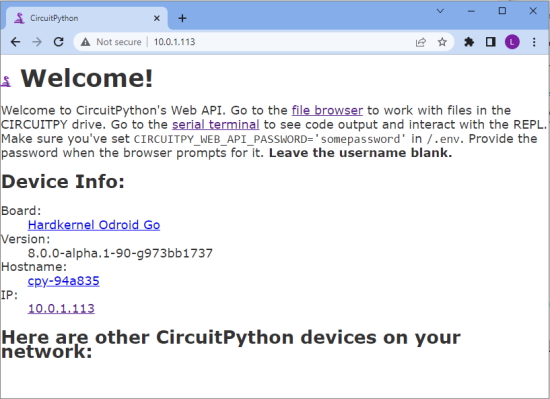 CircuitPython
Not secure | 10.0.1.113
L
Welcome!
Welcome to CircuitPython's Web API. Go to the file browser to work with files in the
CIRCUITPY drive. Go to the serial terminal to see code output and interact with the REPL.
Make sure you've set CIRCUITPY_WEB_API_PASSWORD='somepassword' in /.env. Provide the
password when the browser prompts for it. Leave the username blank.
Device Info:
Board:
Hardkernel Odroid Go
Version:
8.0.0-alpha.1-90-g973bb1737
Hostname:
cpy-94a835
IP:
10.0.1.113
Here are other CircuitPython devices on your
network: